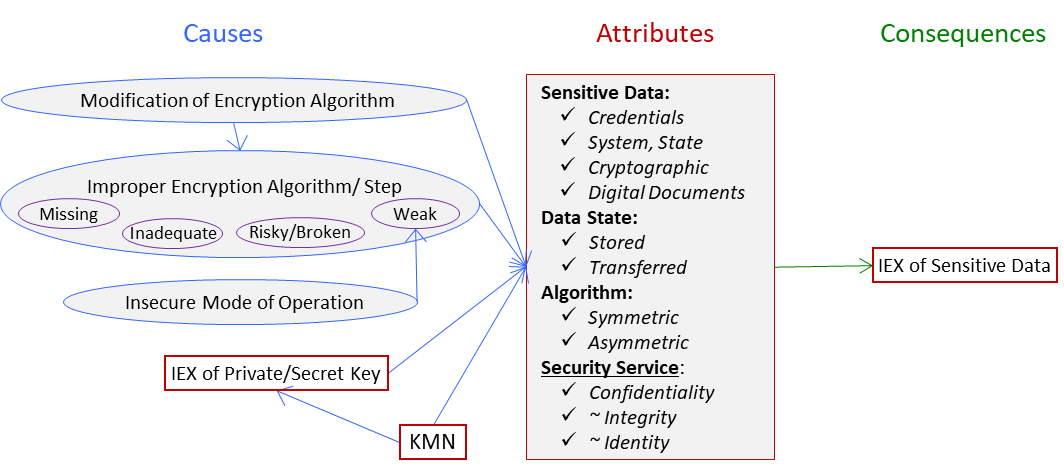 Causes
Attributes
Consequences
Modification of Encryption Algorithm
Improper Encryption Algorithm/ Step
Missing
Inadequate
Risky/Broken
Weak
Insecure Mode of Operation
IEX of Private/Secret Key
KMN
Sensitive Data:
✓ Credentials
✓ System, State
✓ Cryptographic
✓ Digital Documents
Data State:
✓ Stored
✓ Transferred
Algorithm:
✓ Symmetric
✓ Asymmetric
Security Service:
✓ Confidentiality
✓ ~ Integrity
✓ ~ Identity
IEX of Sensitive Data